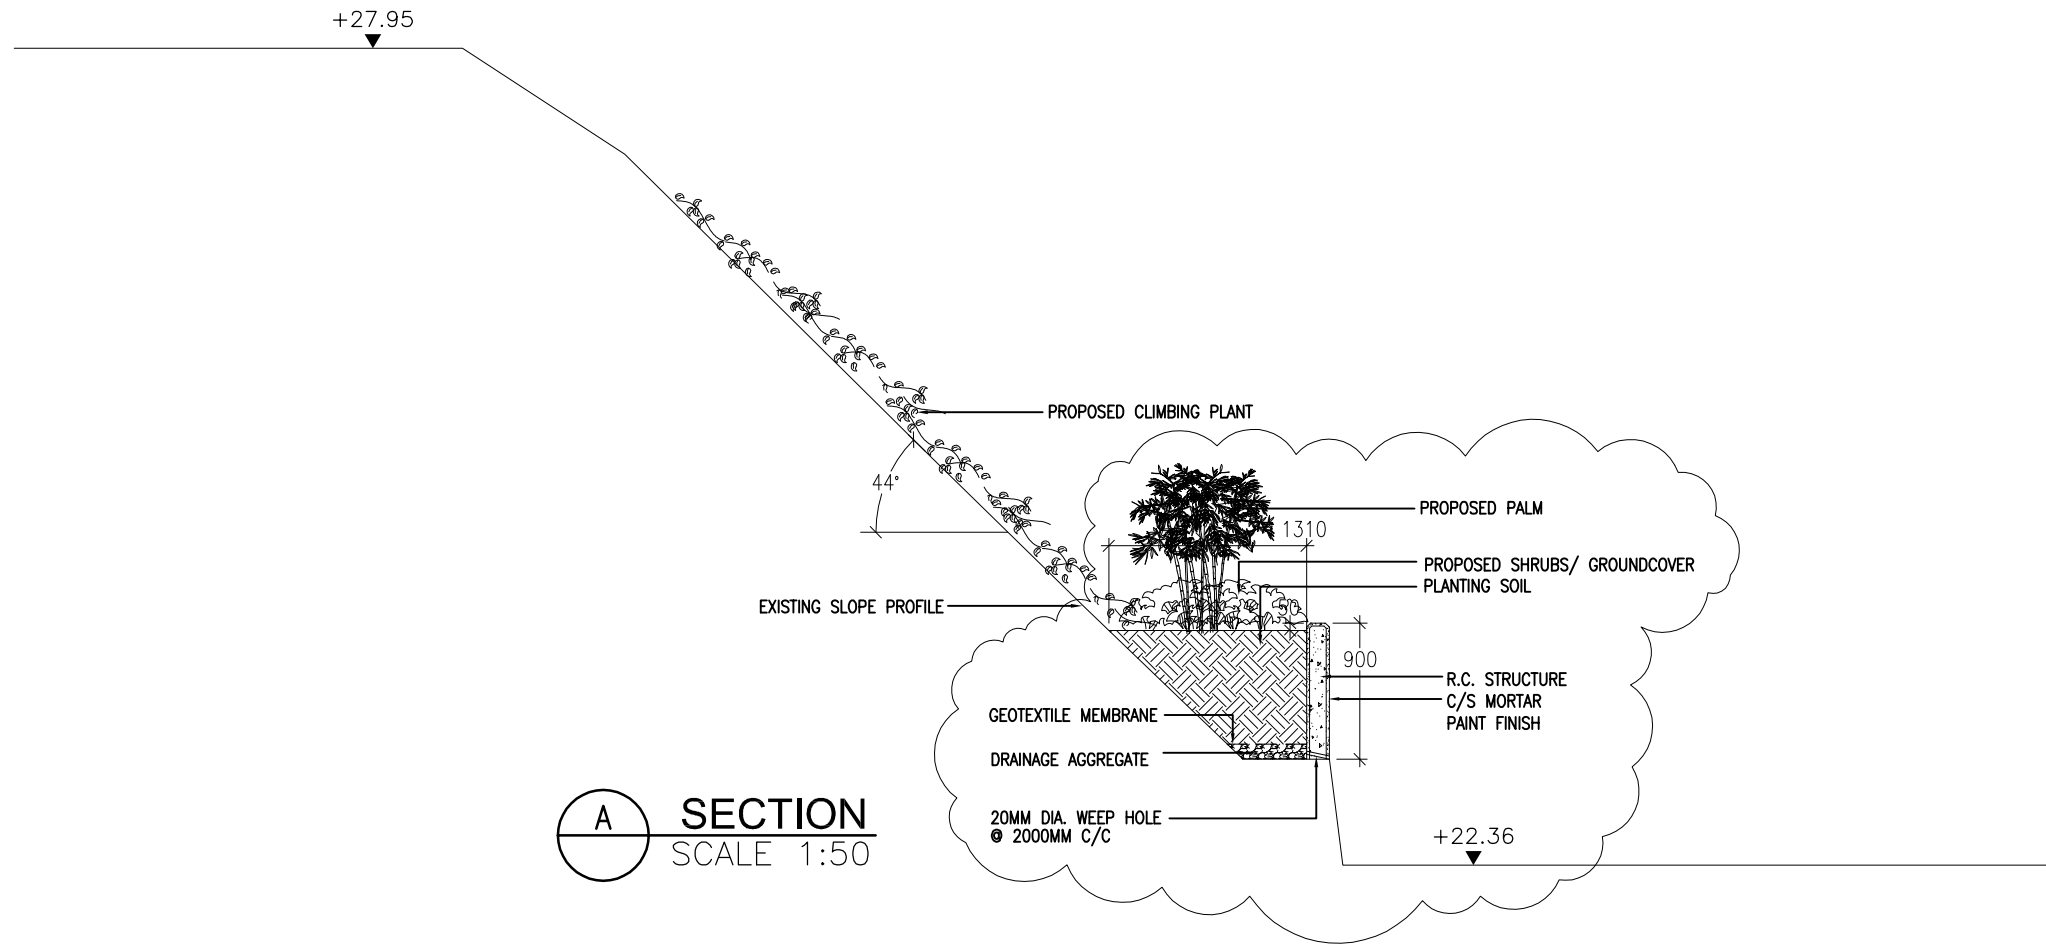 +27.95
PROPOSED CLIMBING PLANT
44°
PROPOSED PALM
1310
PROPOSED SHRUBS/ GROUNDCOVER
PLANTING SOIL
EXISTING SLOPE PROFILE
50
900
R.C. STRUCTURE
C/S MORTAR
PAINT FINISH
GEOTEXTILE MEMBRANE
DRAINAGE AGGREGATE
20MM DIA. WEEP HOLE
@ 2000MM C/C
A SECTION
SCALE 1:50
+22.36